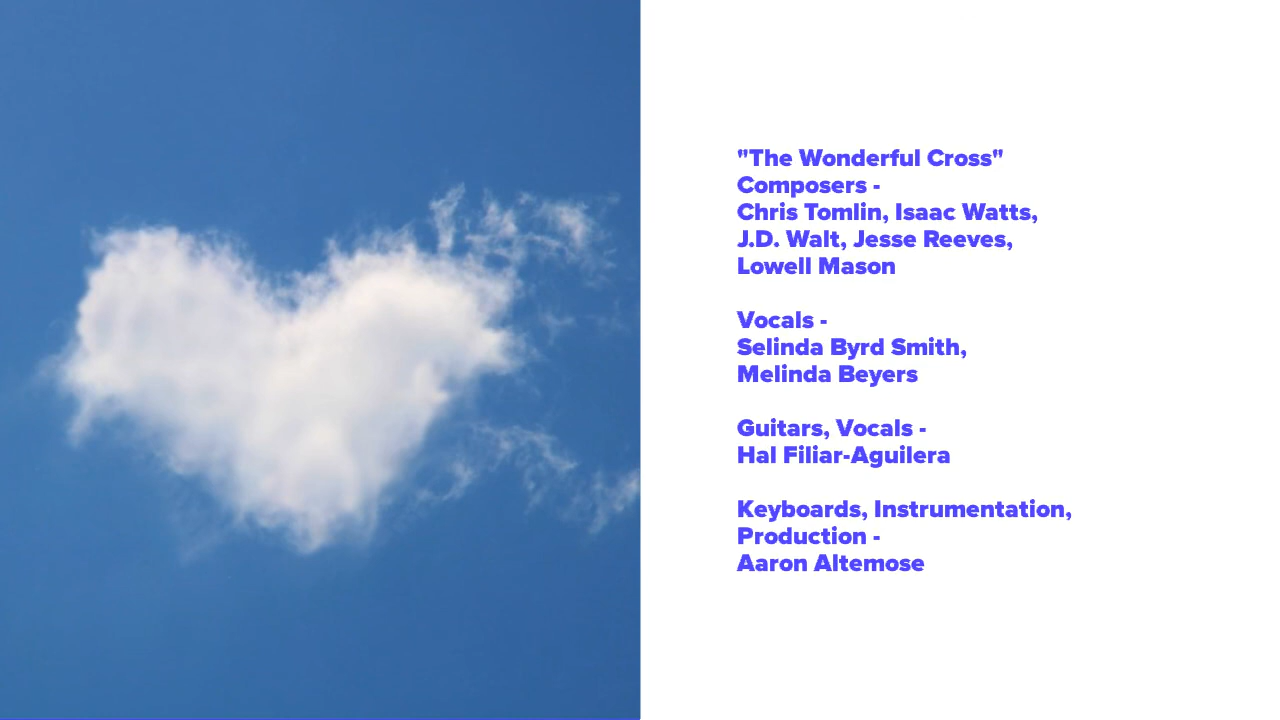 "The Wonderful Cross"
Composers -
Chris Tomlin, Isaac Watts,
J.D. Walt, Jesse Reeves,
Lowell Mason
Vocals -
Selinda Byrd Smith,
Melinda Beyers
Guitars, Vocals -
Hal Filiar-Aguilera
Keyboards, Instrumentation,
Production -
Aaron Altemose